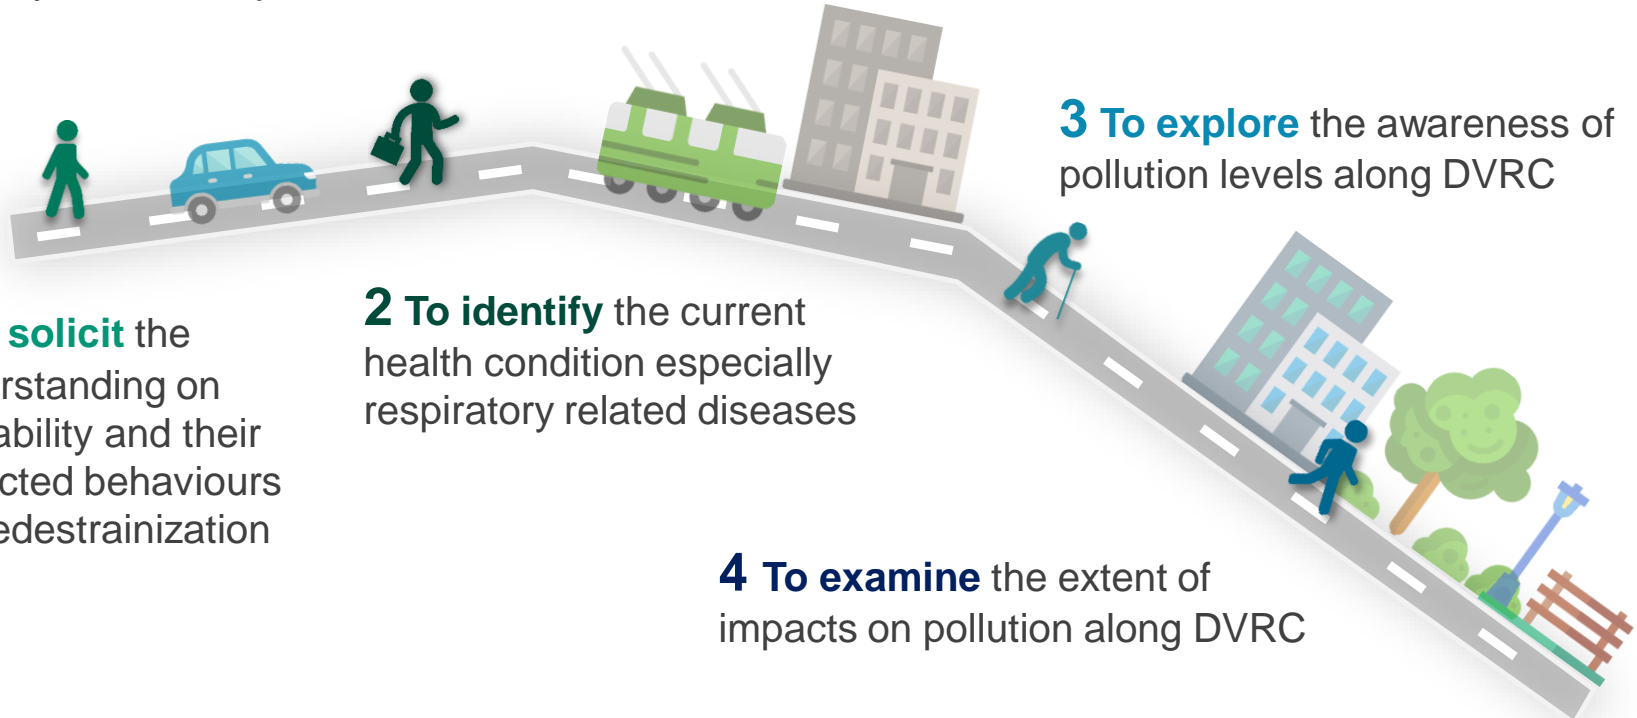 solicit the
rstanding on
ability and their
cted behaviours
edestrainization
2 To identify the current
health condition especially
respiratory related diseases
3 To explore the awareness of
pollution levels along DVRC
4 To examine the extent of
impacts on pollution along DVRC